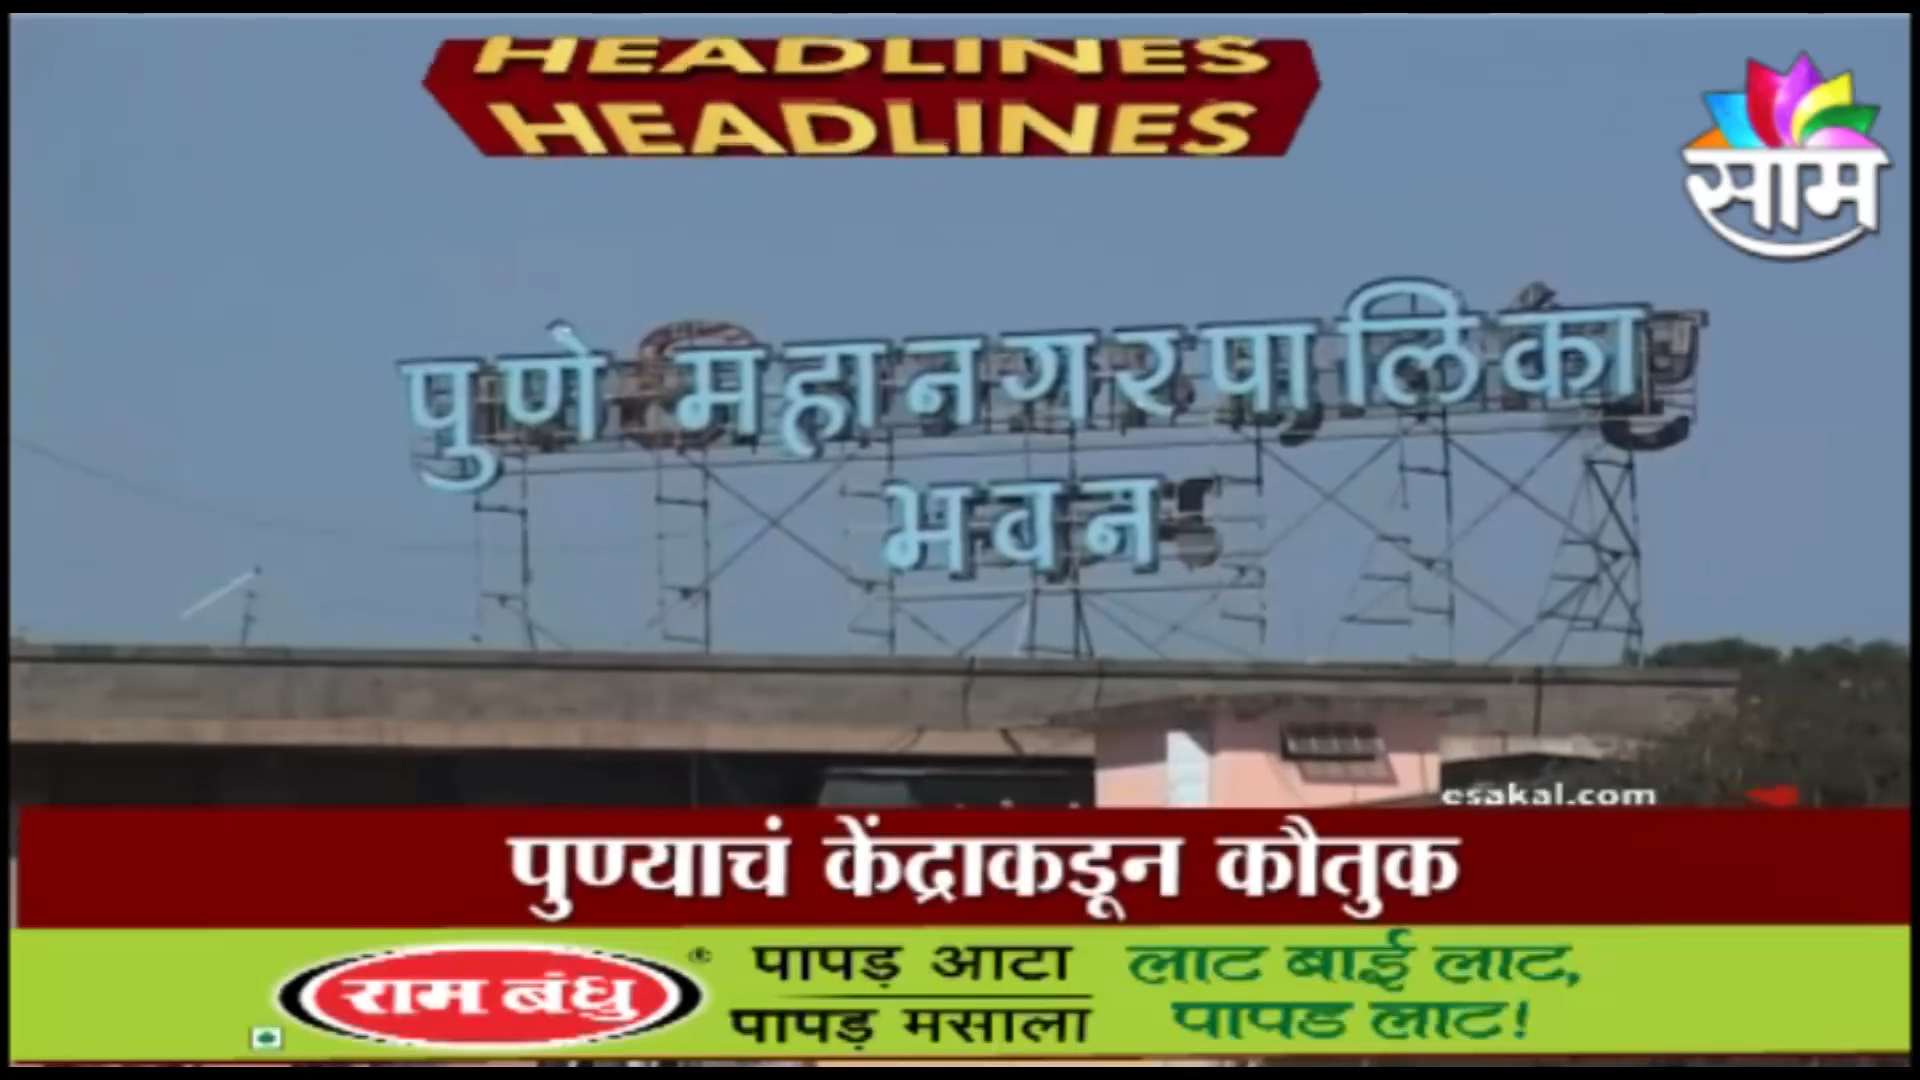 HEADLINES
HEADLINES
साम
पुणे महानगरपालिका
भवन
esakal.com
पुण्याचं केंद्राकडून कौतुक
राम बंधु
पापड़ आटा
पापड़ मसाला
लाट बाई लाट,
पापड लाट!